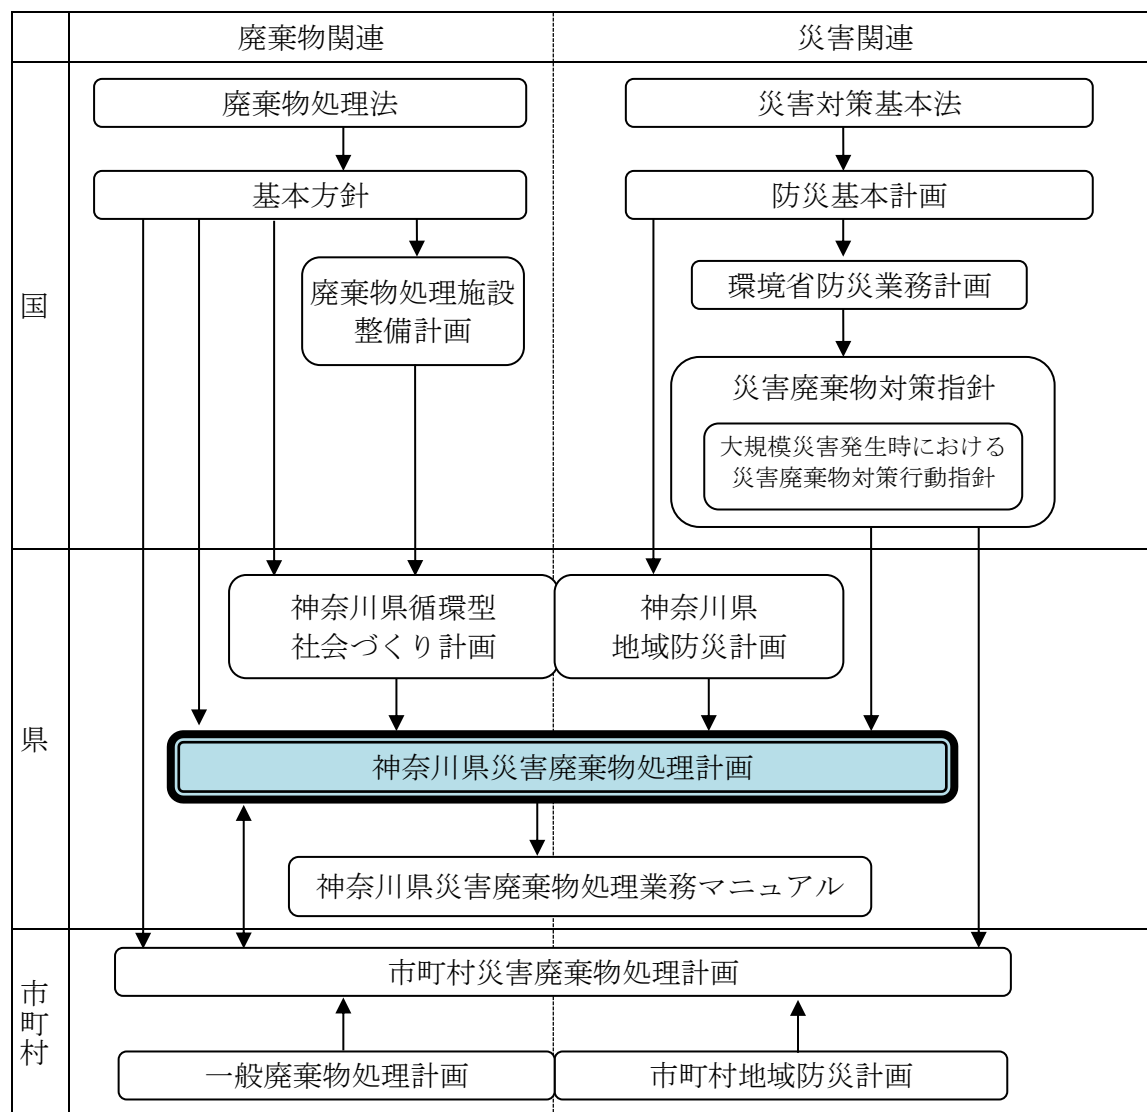 廃棄物関連
災害関連
国
廃棄物処理法
災害対策基本法
基本方針
防災基本計画
廃棄物処理施設
整備計画
環境省防災業務計画
災害廃棄物対策指針
大規模災害発生時における
災害廃棄物対策行動指針
県
神奈川県循環型
社会づくり計画
神奈川県
地域防災計画
神奈川県災害廃棄物処理計画
神奈川県災害廃棄物処理業務マニュアル
市町村
市町村災害廃棄物処理計画
一般廃棄物処理計画
市町村地域防災計画